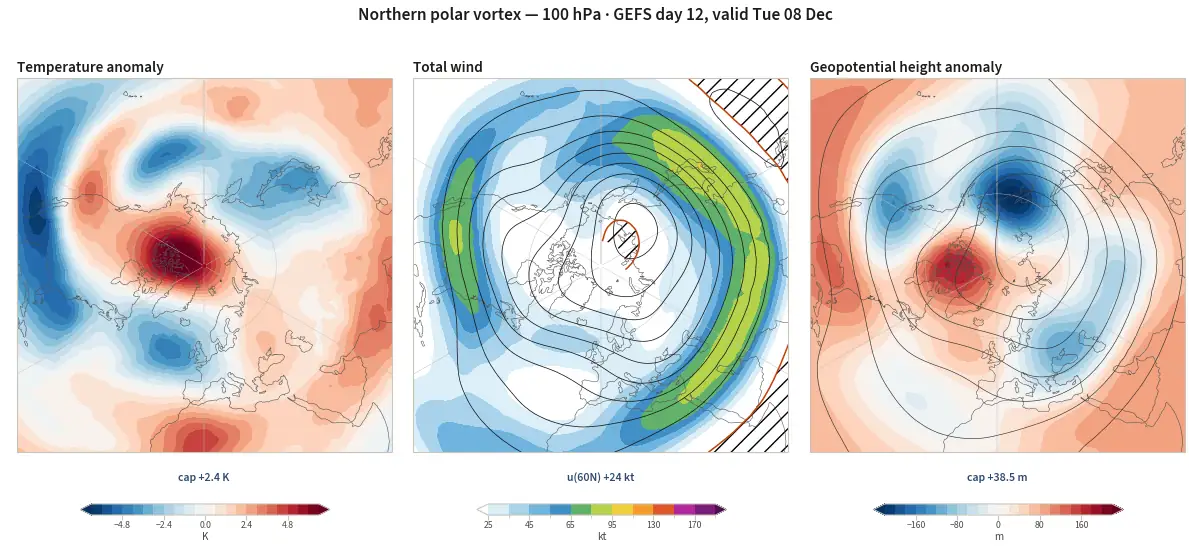 Northern polar vortex — 100 hPa · GEFS day 12, valid Tue 08 Dec
Temperature anomaly
Total wind
Geopotential height anomaly
cap +2.4 K
u(60N) +24 kt
cap +38.5 m
−4.8 −2.4 0.0 2.4 4.8
K
25 45 65 95 110 130 170
kt
−160 −80 0 80 160
m